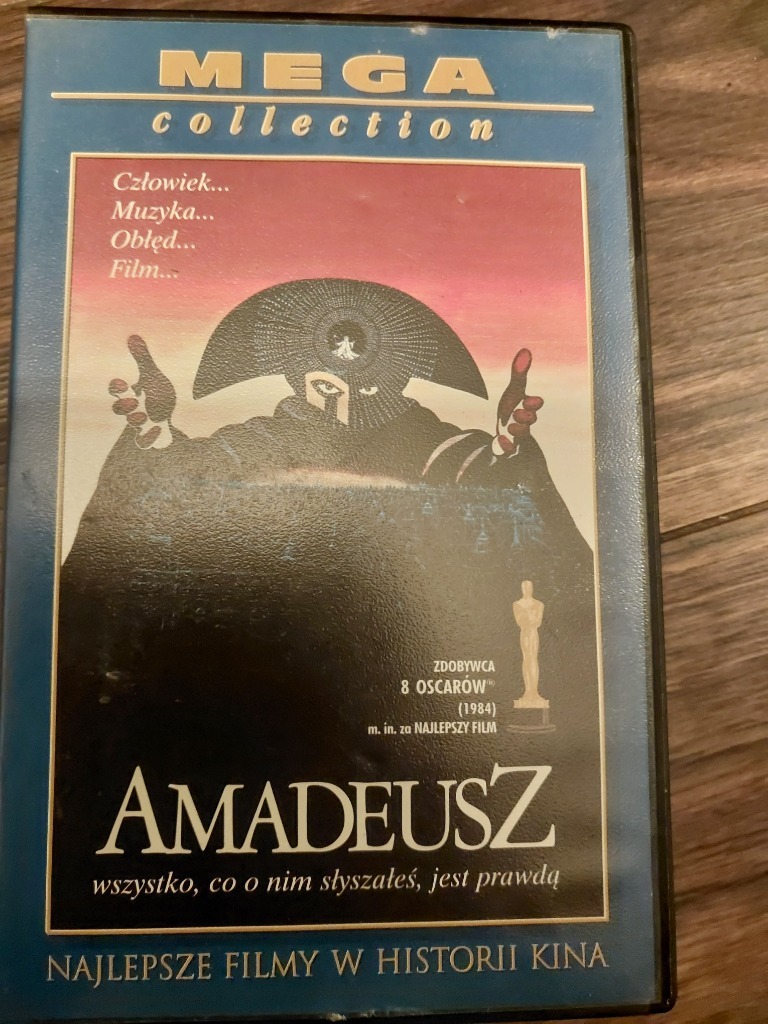 MEGA
collection
Człowiek...
Muzyka...
Obłęd...
Film...
ZDOBYWCA
8 OSCARÓW®
(1984)
m. in. za NAJLEPSZY FILM
AMADEUSZ
wszystko, co o nim słyszałeś, jest prawdą
NAJLEPSZE FILMY W HISTORII KINA